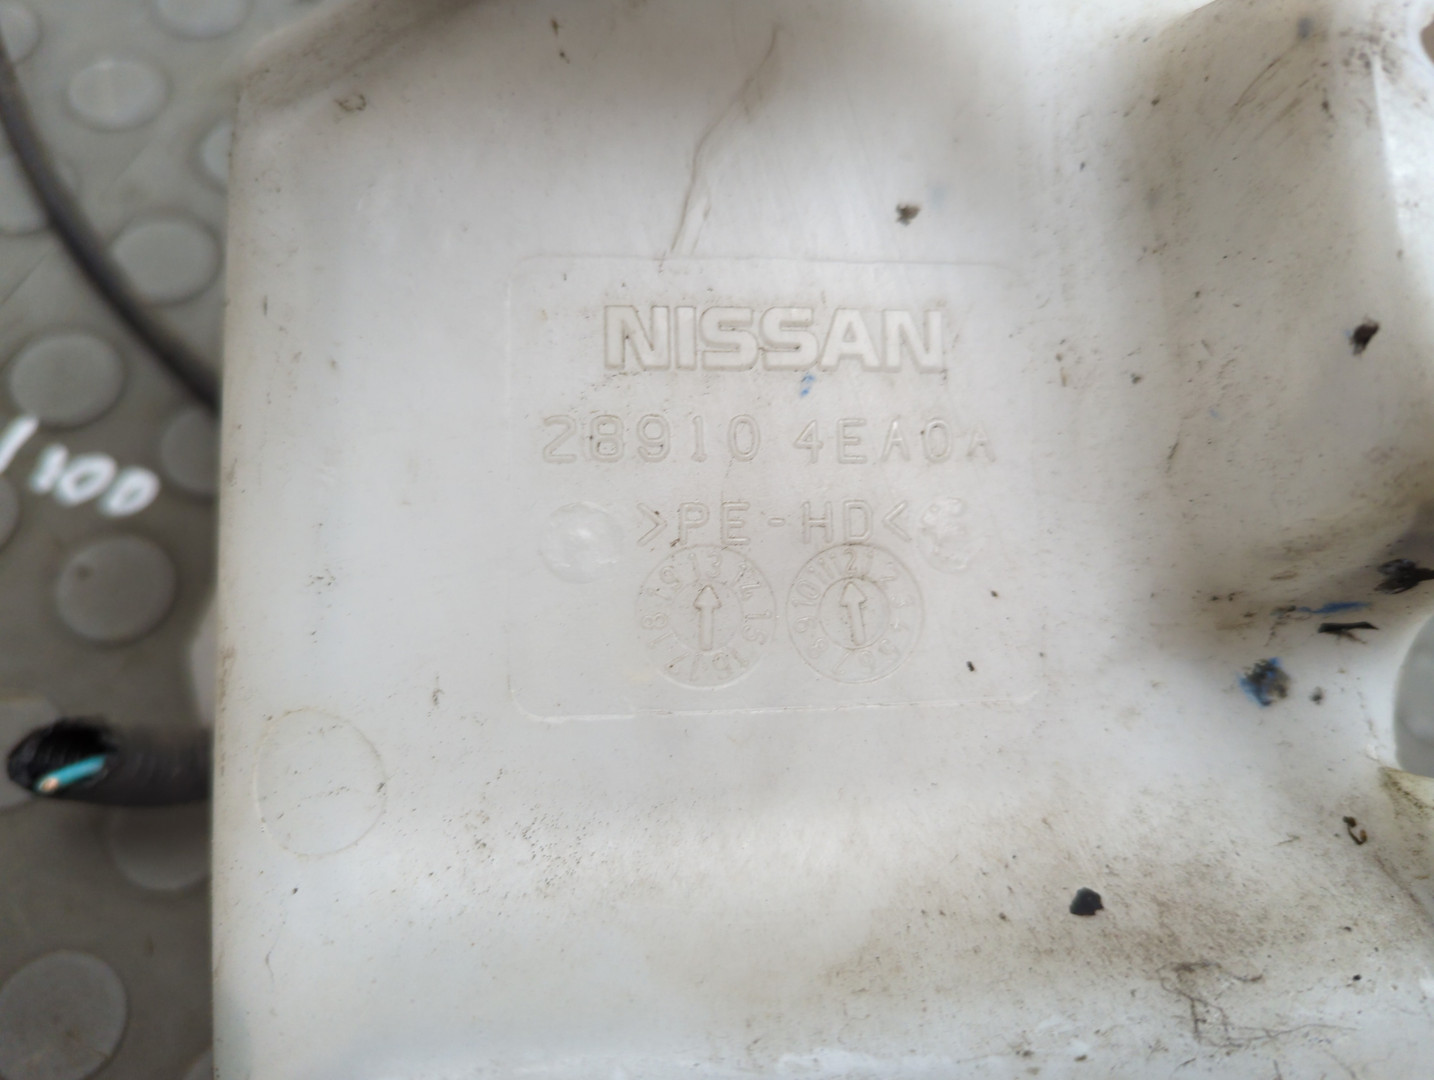 NISSAN
28910 4EA0A
>PE-HD<